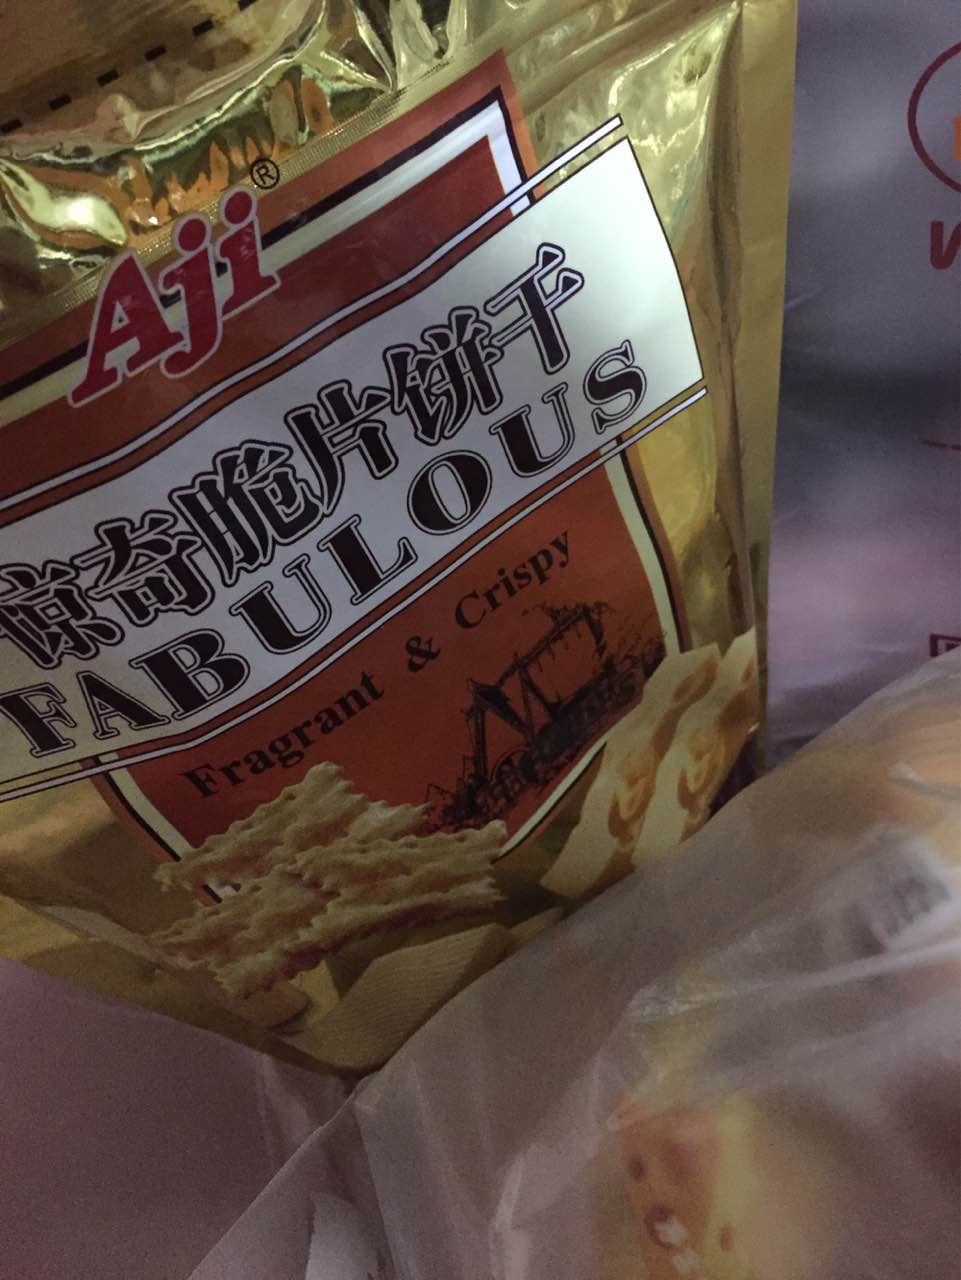 Aji®
惊奇脆片饼干
FABULOUS
Fragrant & Crispy